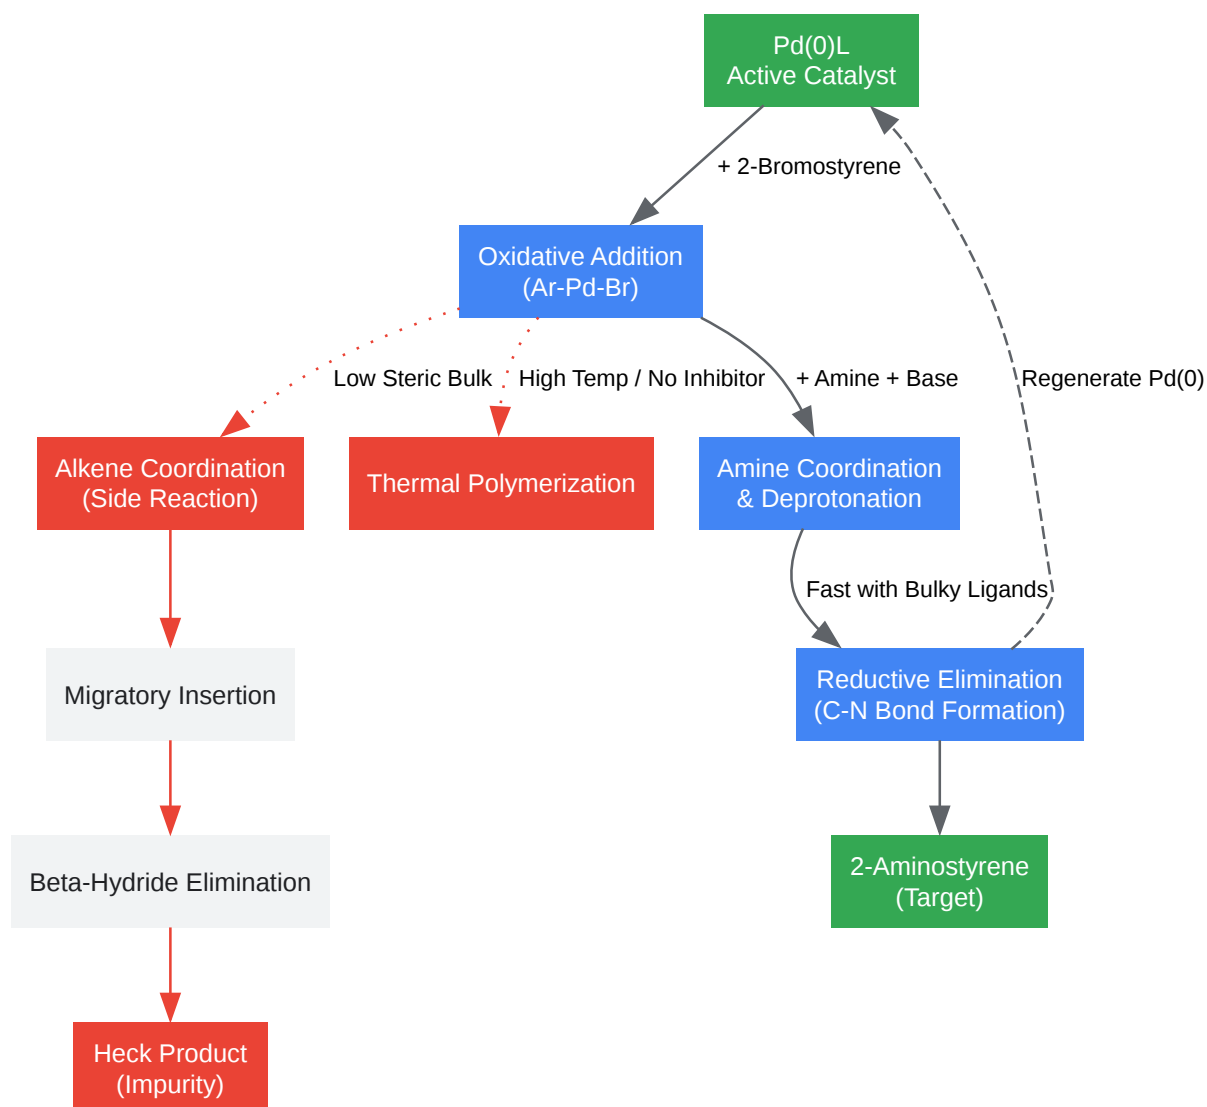 Pd(0)L
Active Catalyst
+ 2-Bromostyrene
Oxidative Addition
(Ar-Pd-Br)
Low Steric Bulk
High Temp / No Inhibitor
+ Amine + Base
Regenerate Pd(0)
Alkene Coordination
(Side Reaction)
Thermal Polymerization
Amine Coordination
& Deprotonation
Fast with Bulky Ligands
Migratory Insertion
Reductive Elimination
(C-N Bond Formation)
Beta-Hydride Elimination
2-Aminostyrene
(Target)
Heck Product
(Impurity)